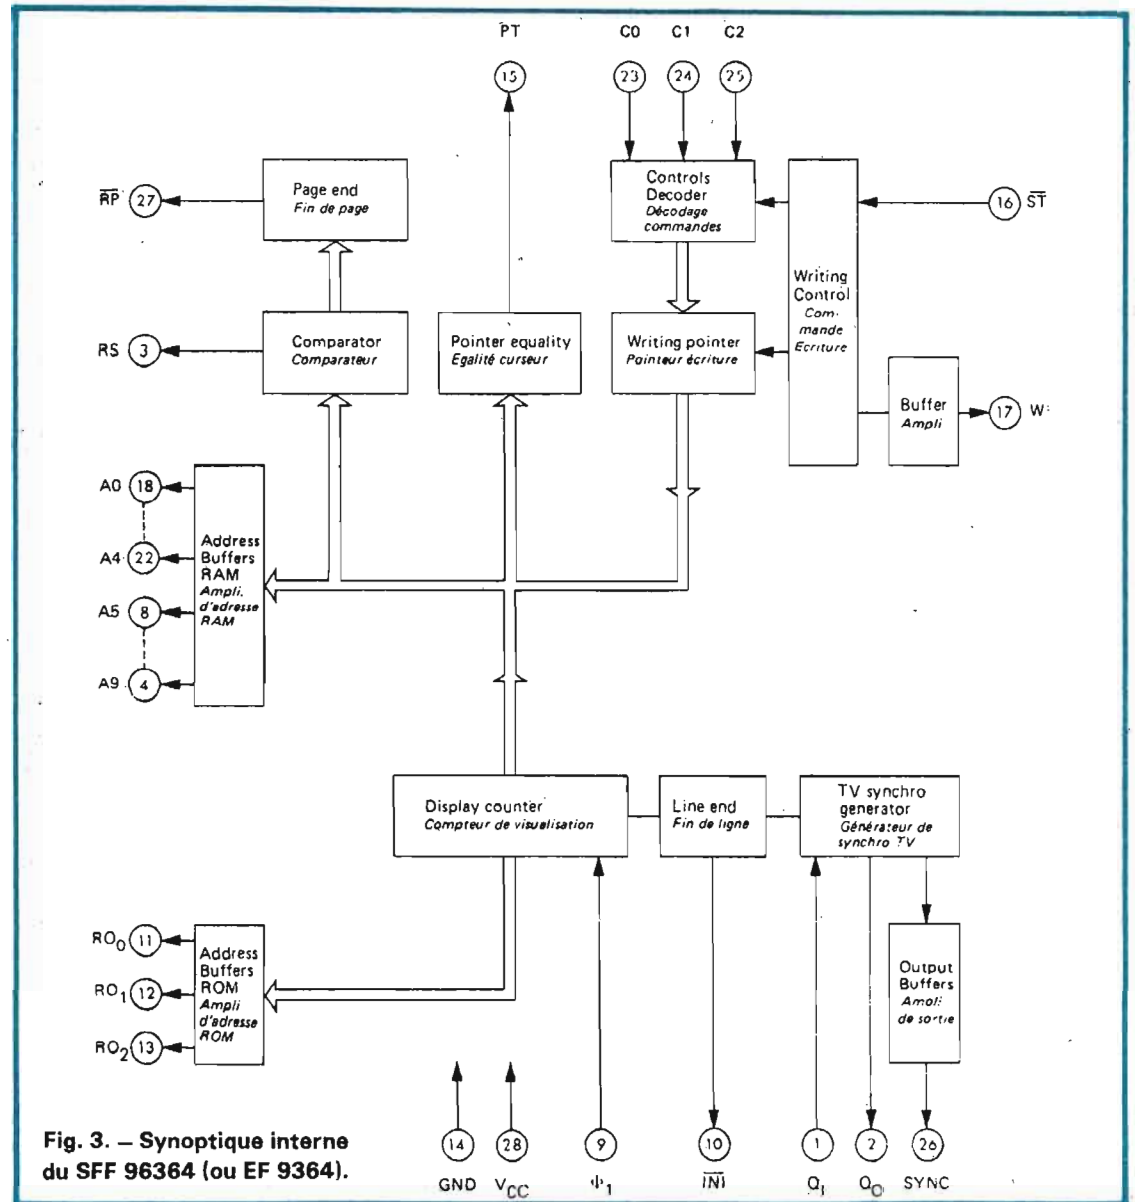 PT
C0 C1 C2
15
23 24 25
Page end
Fin de page
Controls
Decoder
Décodage
commandes
R̅P̅ 27
16 S̅T̅
Writing
Control
Com-
mande
Ecriture
Comparator
Comparateur
Pointer equality
Egalité curseur
Writing pointer
Pointeur écriture
RS 3
Buffer
Ampli
17 W
A0 18
A4 22
A5 8
A9 4
Address
Buffers
RAM
Ampli.
d'adresse
RAM
Display counter
Compteur de visualisation
Line end
Fin de ligne
TV synchro
generator
Générateur de
synchro TV
RO0 11
RO1 12
RO2 13
Address
Buffers
ROM
Ampli
d'adresse
ROM
Output
Buffers
Ampli
de sortie
14 28 9 10 1 2 26
GND VCC Φ1 I̅N̅I̅ QI QO SYNC
Fig. 3. — Synoptique interne
du SFF 96364 (ou EF 9364).